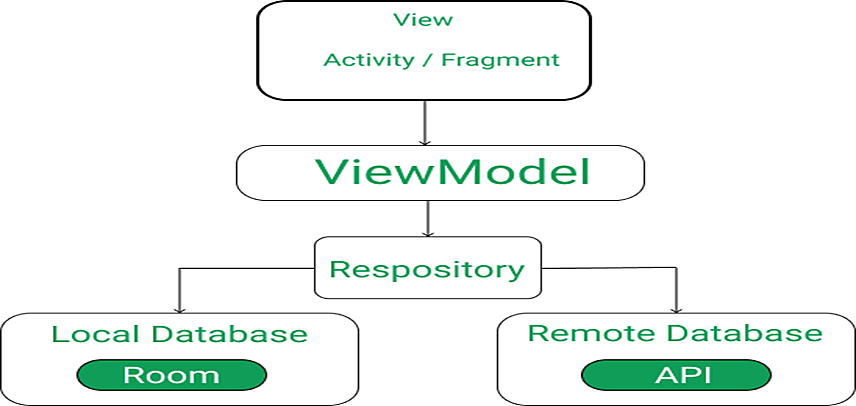 View
Activity / Fragment
ViewModel
Respository
Local Database
Room
Remote Database
API